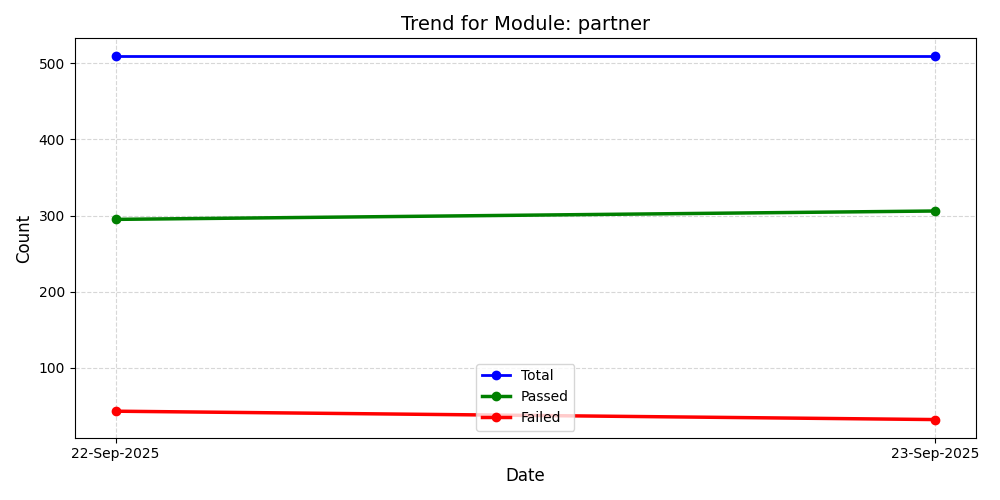 Trend for Module: partner
Count
500
400
300
200
100
Total
Passed
Failed
22-Sep-2025
23-Sep-2025
Date